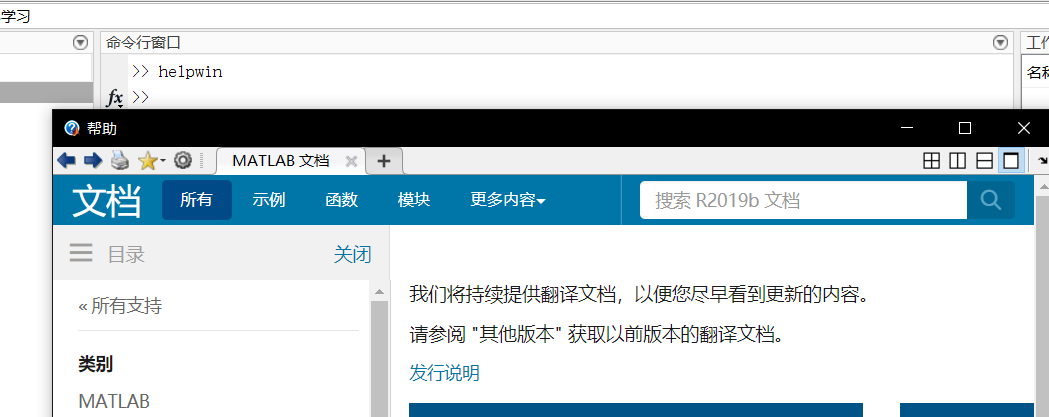 学习
命令行窗口
工作
名称
>> helpwin
fx >>
帮助
MATLAB 文档
文档 所有 示例 函数 模块 更多内容 搜索 R2019b 文档
目录 关闭
« 所有支持
类别
MATLAB
我们将持续提供翻译文档，以便您尽早看到更新的内容。
请参阅 "其他版本" 获取以前版本的翻译文档。
发行说明